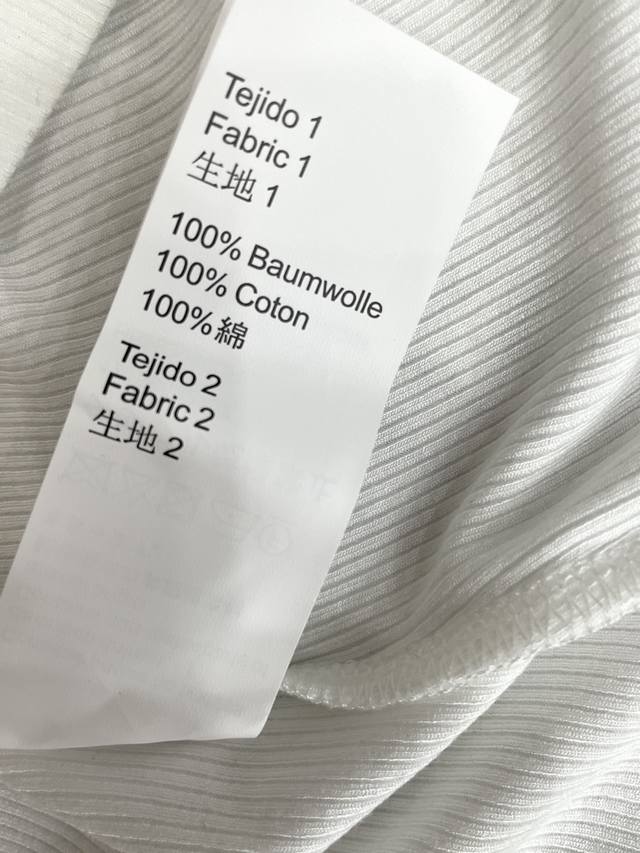 Tejido 1
Fabric 1
生地 1
100% Baumwolle
100% Coton
100% 綿
Tejido 2
Fabric 2
生地 2